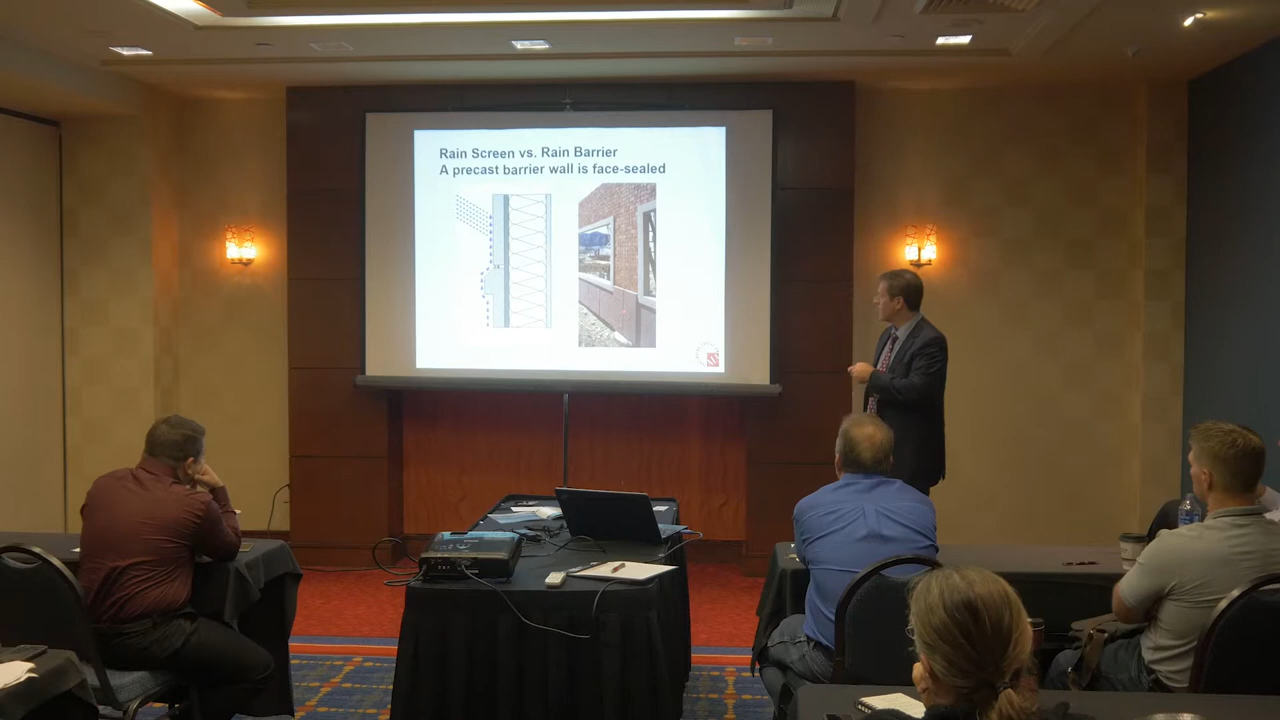 Rain Screen vs. Rain Barrier
A precast barrier wall is face-sealed